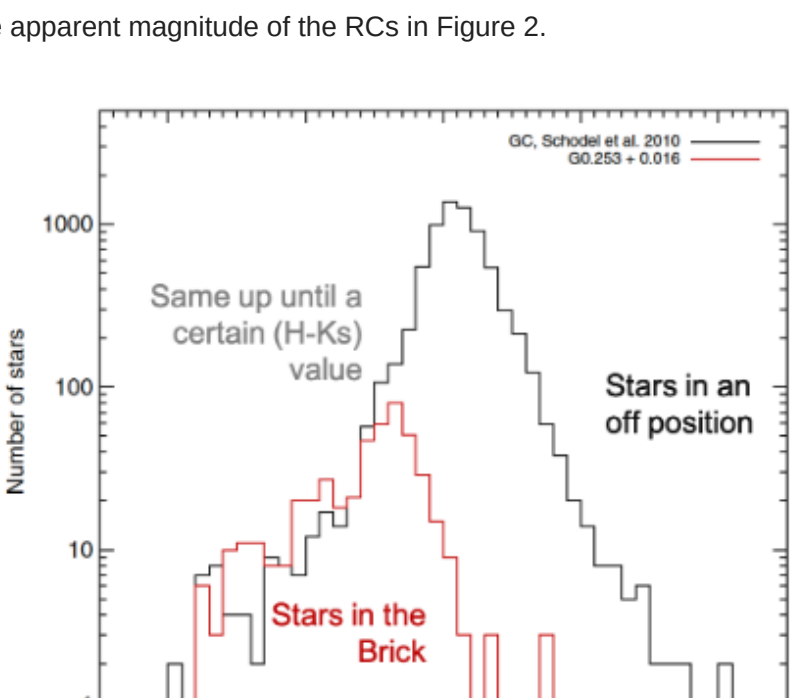 apparent magnitude of the RCs in Figure 2.
GC, Schodel et al. 2010
G0.253 + 0.016
1000
Same up until a
certain (H-Ks)
value
100
Stars in an
off position
Number of stars
10
Stars in the
Brick